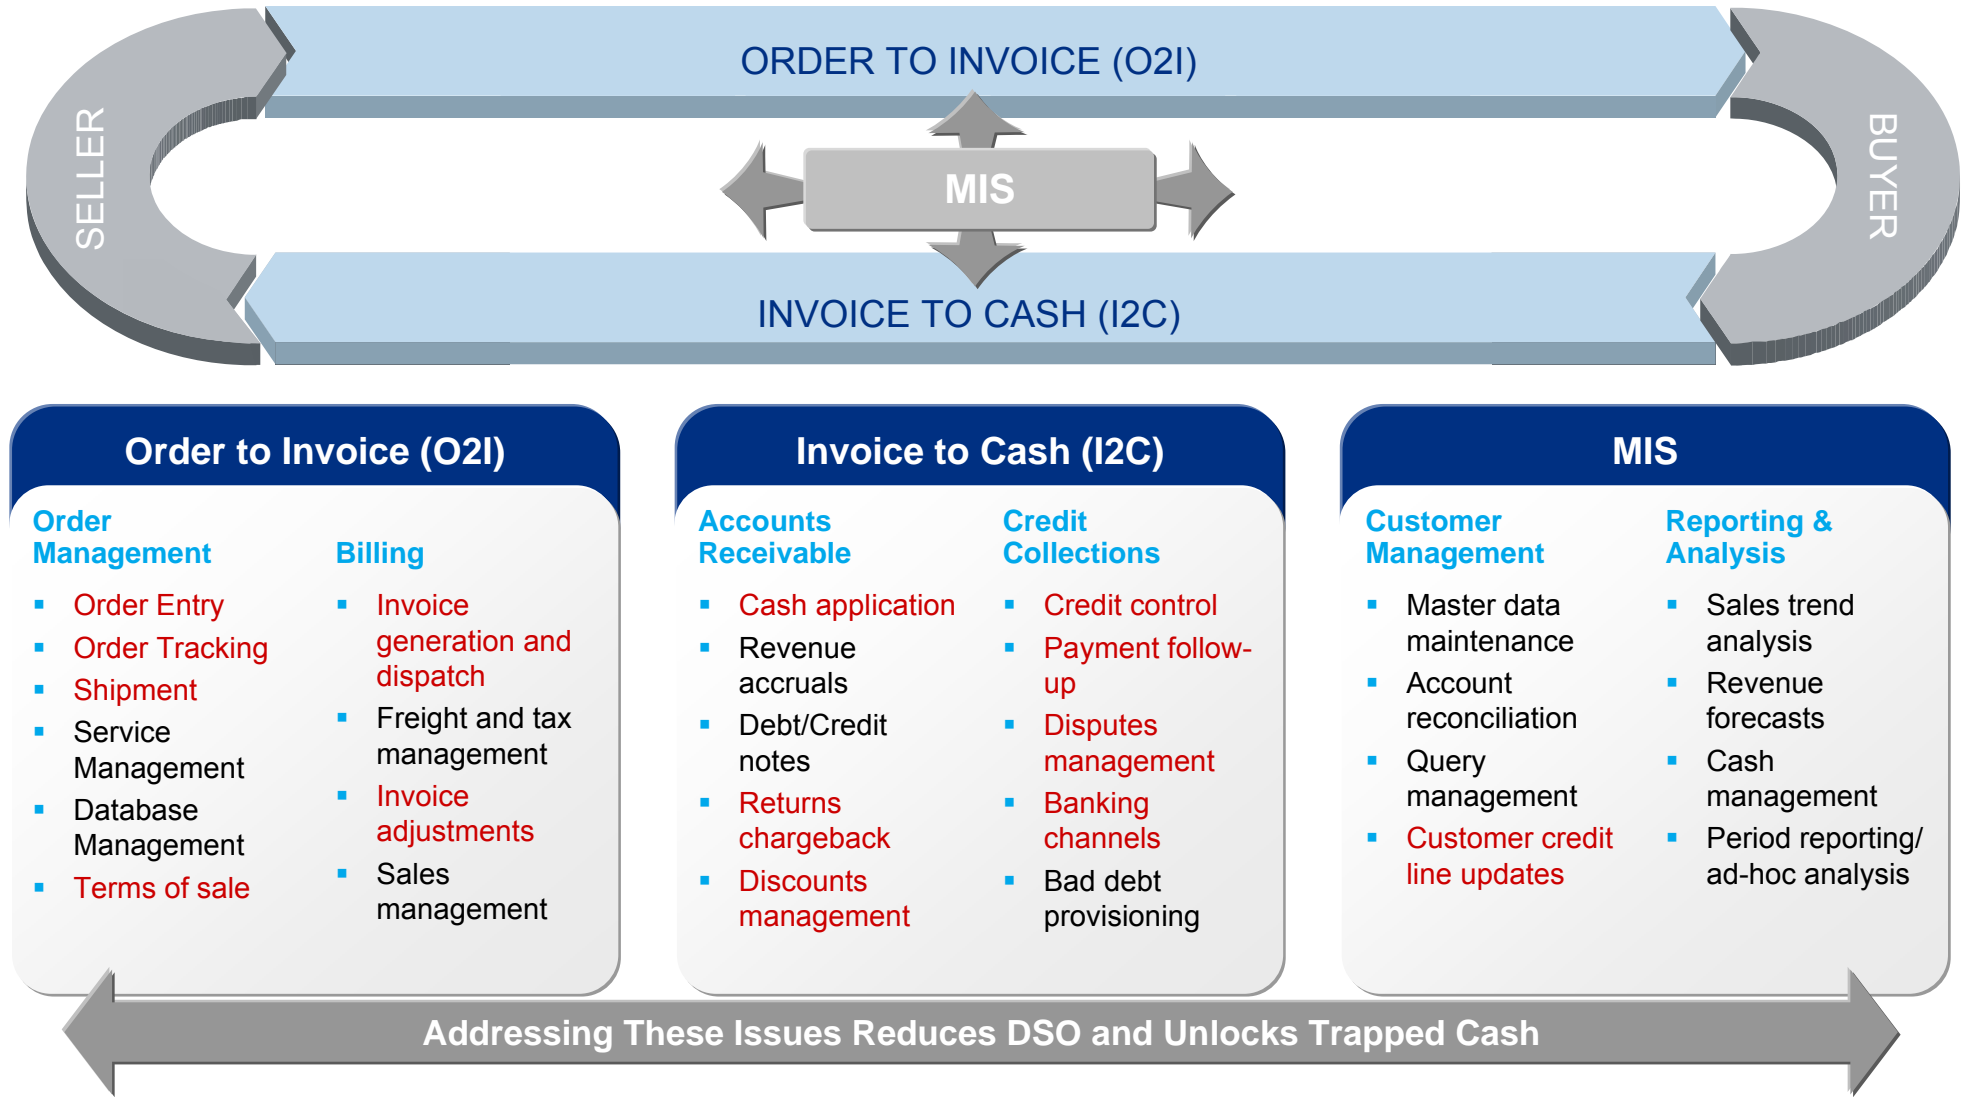 ORDER TO INVOICE (O2I)
SELLER
BUYER
MIS
INVOICE TO CASH (I2C)
Order to Invoice (O2I)
Order
Management
▪ Order Entry
▪ Order Tracking
▪ Shipment
▪ Service
Management
▪ Database
Management
▪ Terms of sale
Billing
▪ Invoice
generation and
dispatch
▪ Freight and tax
management
▪ Invoice
adjustments
▪ Sales
management
Invoice to Cash (I2C)
Accounts
Receivable
▪ Cash application
▪ Revenue
accruals
▪ Debt/Credit
notes
▪ Returns
chargeback
▪ Discounts
management
Credit
Collections
▪ Credit control
▪ Payment follow-
up
▪ Disputes
management
▪ Banking
channels
▪ Bad debt
provisioning
MIS
Customer
Management
▪ Master data
maintenance
▪ Account
reconciliation
▪ Query
management
▪ Customer credit
line updates
Reporting &
Analysis
▪ Sales trend
analysis
▪ Revenue
forecasts
▪ Cash
management
▪ Period reporting/
ad-hoc analysis
Addressing These Issues Reduces DSO and Unlocks Trapped Cash